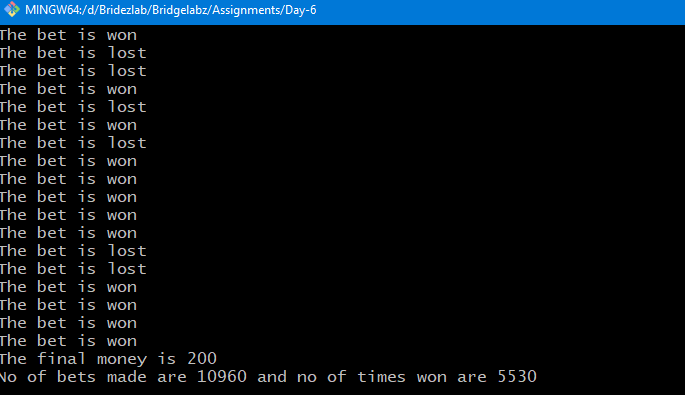 MINGW64:/d/Bridezlab/Bridgelabz/Assignments/Day-6
The bet is won
The bet is lost
The bet is lost
The bet is won
The bet is lost
The bet is won
The bet is lost
The bet is won
The bet is won
The bet is won
The bet is won
The bet is won
The bet is lost
The bet is lost
The bet is won
The bet is won
The bet is won
The bet is won
The final money is 200
No of bets made are 10960 and no of times won are 5530